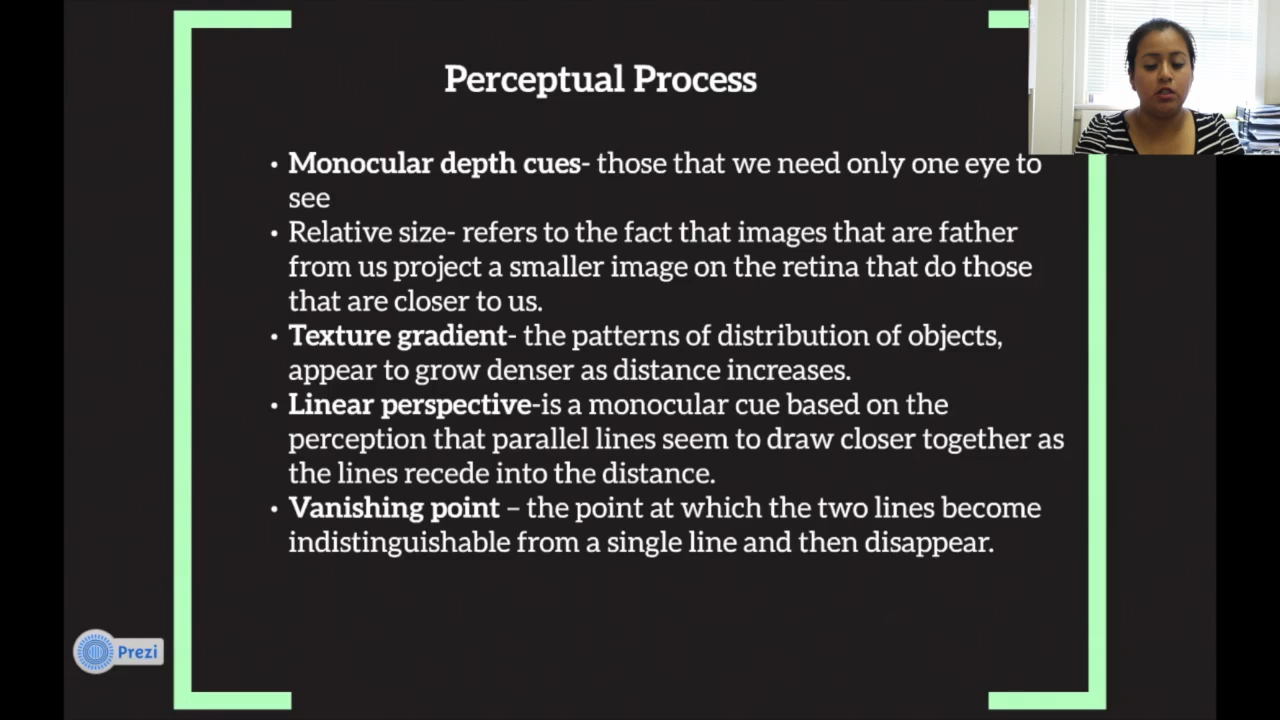 Perceptual Process
• Monocular depth cues- those that we need only one eye to
see
• Relative size- refers to the fact that images that are father
from us project a smaller image on the retina that do those
that are closer to us.
• Texture gradient- the patterns of distribution of objects,
appear to grow denser as distance increases.
• Linear perspective-is a monocular cue based on the
perception that parallel lines seem to draw closer together as
the lines recede into the distance.
• Vanishing point – the point at which the two lines become
indistinguishable from a single line and then disappear.
Prezi